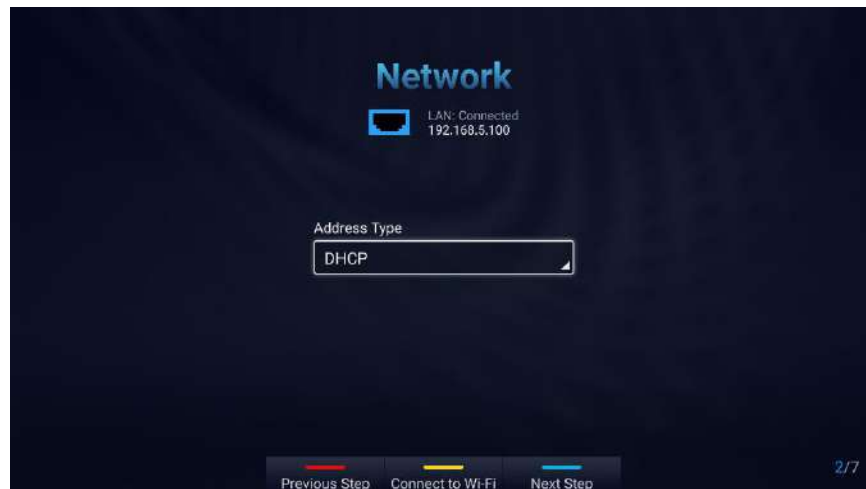 Network
LAN: Connected
192.168.5.100
Address Type
DHCP
Previous Step Connect to Wi-Fi Next Step
2/7